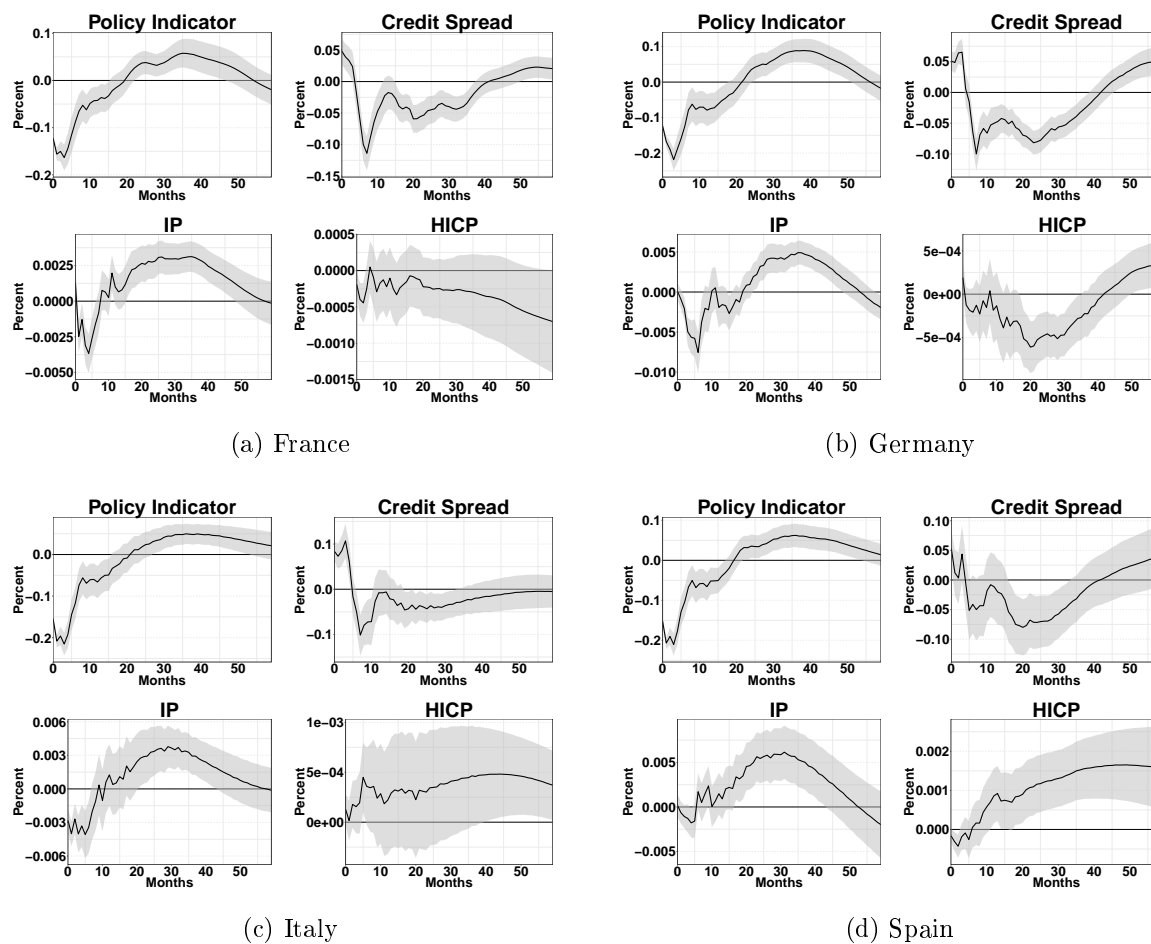 Policy Indicator
Percent
0.1
0.0
−0.1
−0.2
0 10 20 30 40 50
Months
Credit Spread
Percent
0.05
0.00
−0.05
−0.10
−0.15
0 10 20 30 40 50
Months
IP
Percent
0.0025
0.0000
−0.0025
−0.0050
0 10 20 30 40 50
Months
HICP
Percent
0.0005
0.0000
−0.0005
−0.0010
−0.0015
0 10 20 30 40 50
Months
(a) France
Policy Indicator
Percent
0.1
0.0
−0.1
−0.2
0 10 20 30 40 50
Months
Credit Spread
Percent
0.05
0.00
−0.05
−0.10
0 10 20 30 40 50
Months
IP
Percent
0.005
0.000
−0.005
−0.010
0 10 20 30 40 50
Months
HICP
Percent
5e−04
0e+00
−5e−04
0 10 20 30 40 50
Months
(b) Germany
Policy Indicator
Percent
0.0
−0.1
−0.2
0 10 20 30 40 50
Months
Credit Spread
Percent
0.1
0.0
−0.1
0 10 20 30 40 50
Months
IP
Percent
0.006
0.003
0.000
−0.003
−0.006
0 10 20 30 40 50
Months
HICP
Percent
1e−03
5e−04
0e+00
0 10 20 30 40 50
Months
(c) Italy
Policy Indicator
Percent
0.1
0.0
−0.1
−0.2
0 10 20 30 40 50
Months
Credit Spread
Percent
0.10
0.05
0.00
−0.05
−0.10
0 10 20 30 40 50
Months
IP
Percent
0.005
0.000
−0.005
0 10 20 30 40 50
Months
HICP
Percent
0.002
0.001
0.000
0 10 20 30 40 50
Months
(d) Spain